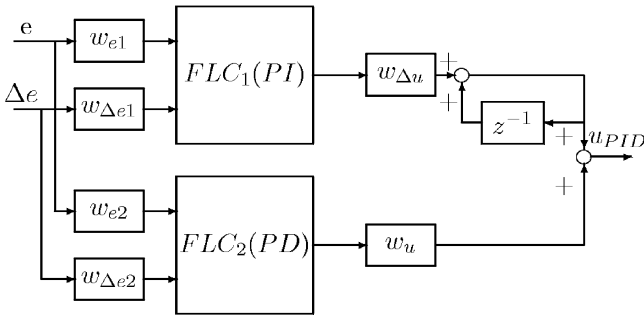 e
w_{e1}
FLC_1(PI)
w_{Δu}
+
+
Δe
w_{Δe1}
z^{-1}
+
u_{PID}
+
w_{e2}
FLC_2(PD)
w_u
w_{Δe2}